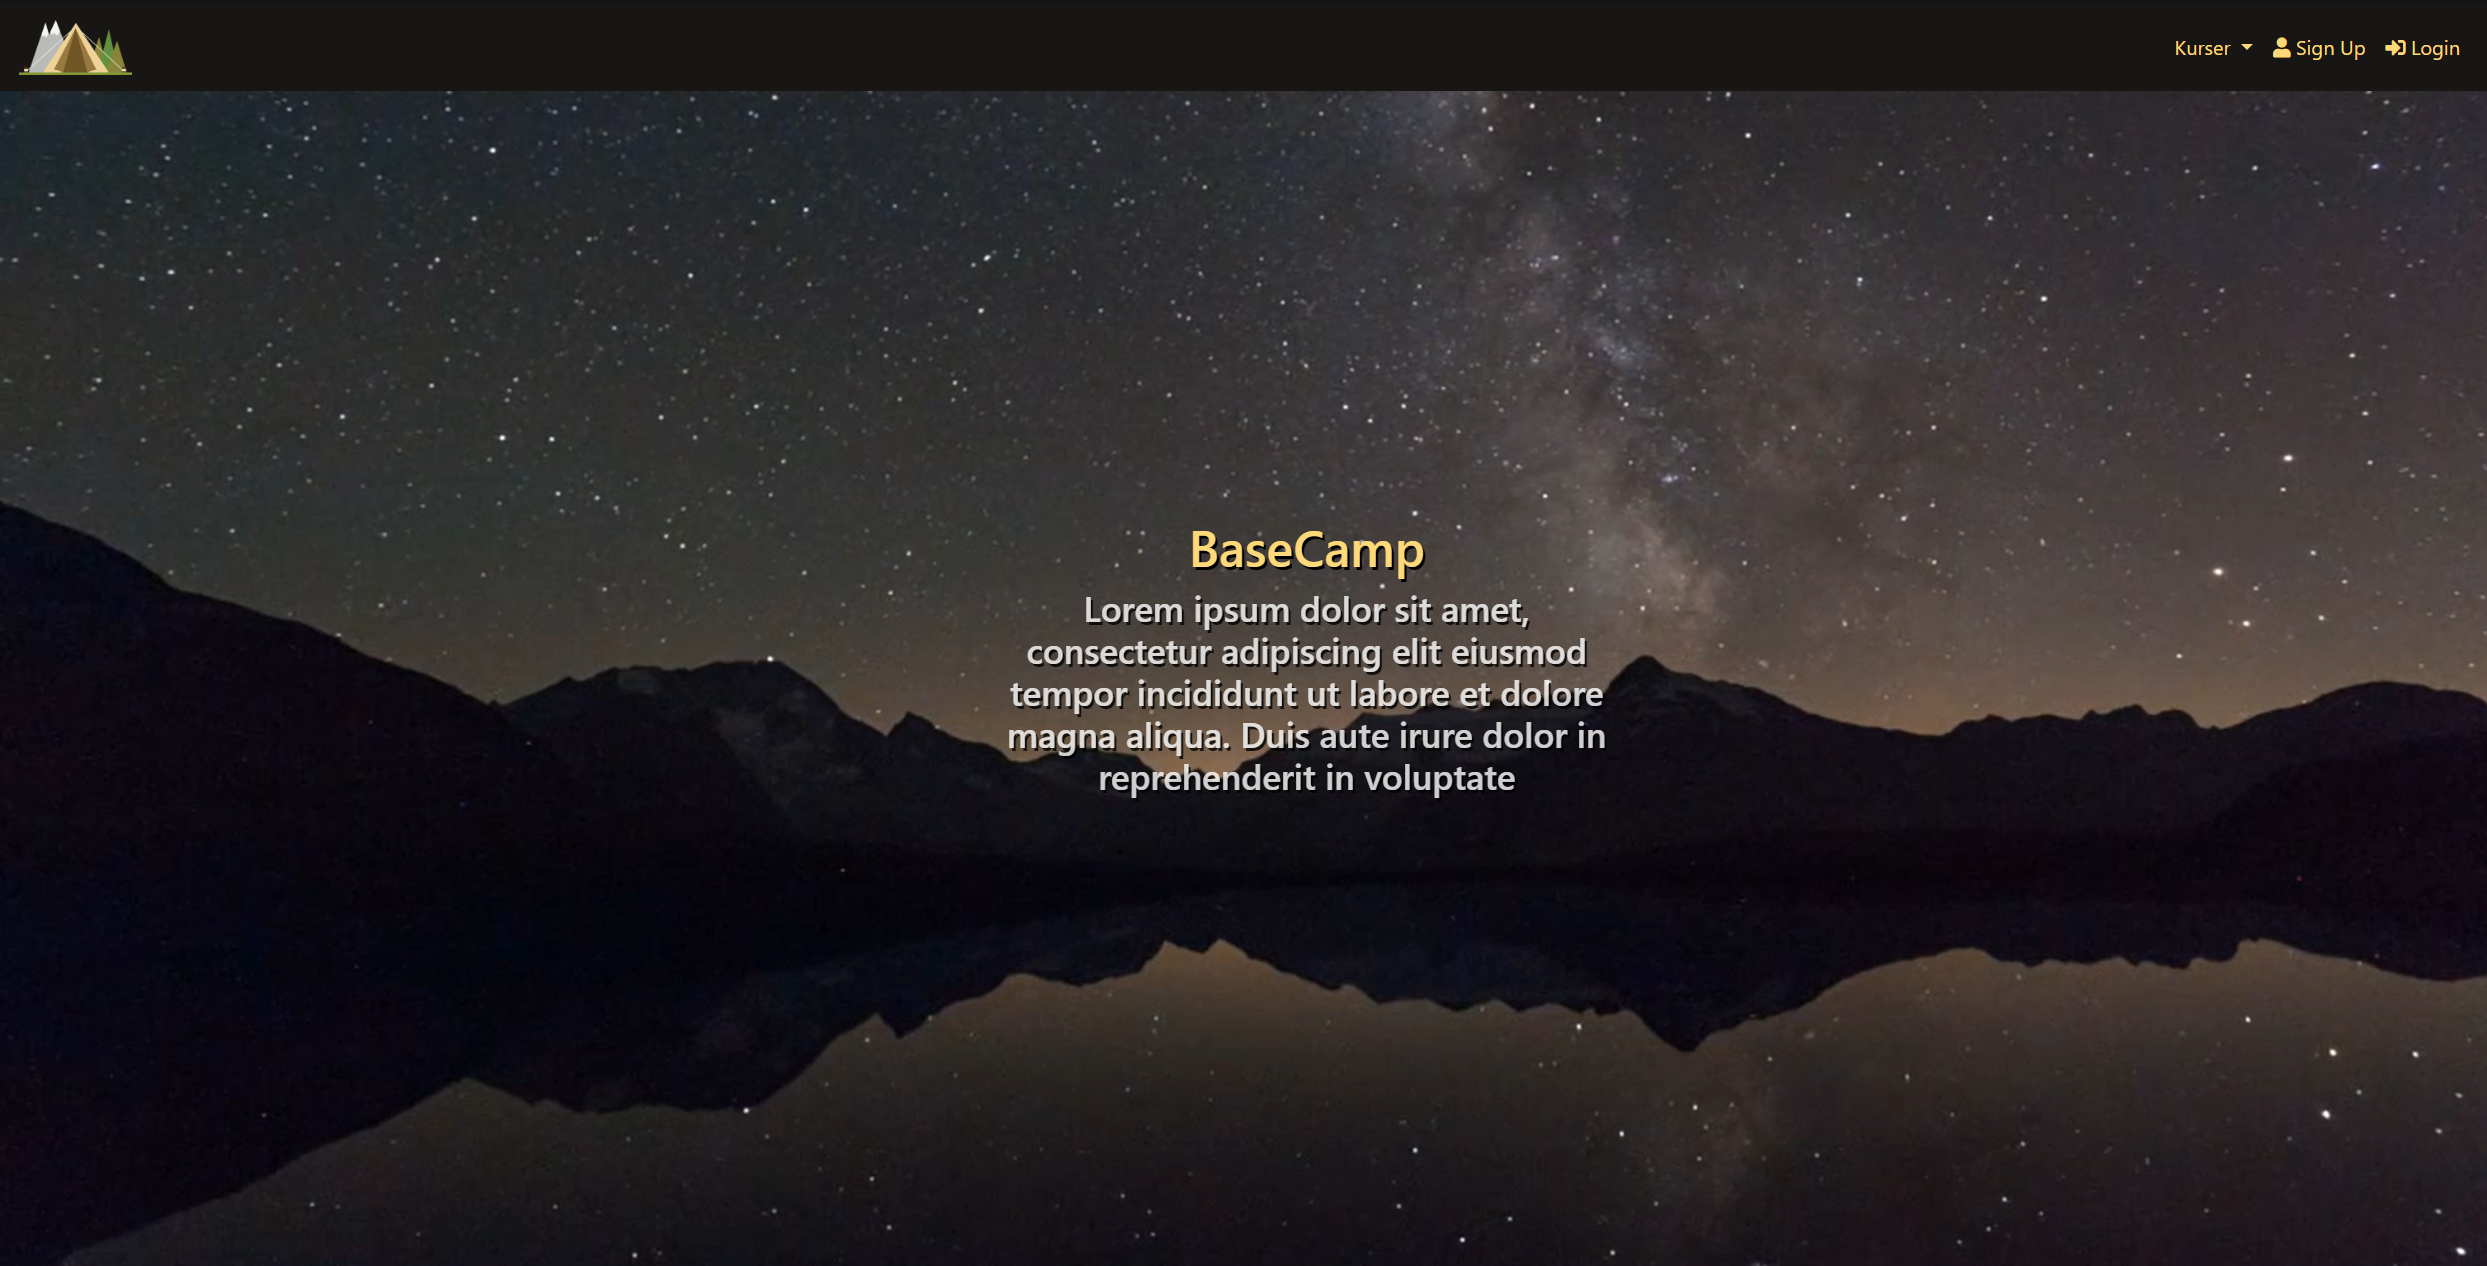 Kurser
Sign Up
Login
BaseCamp
Lorem ipsum dolor sit amet,
consectetur adipiscing elit eiusmod
tempor incididunt ut labore et dolore
magna aliqua. Duis aute irure dolor in
reprehenderit in voluptate